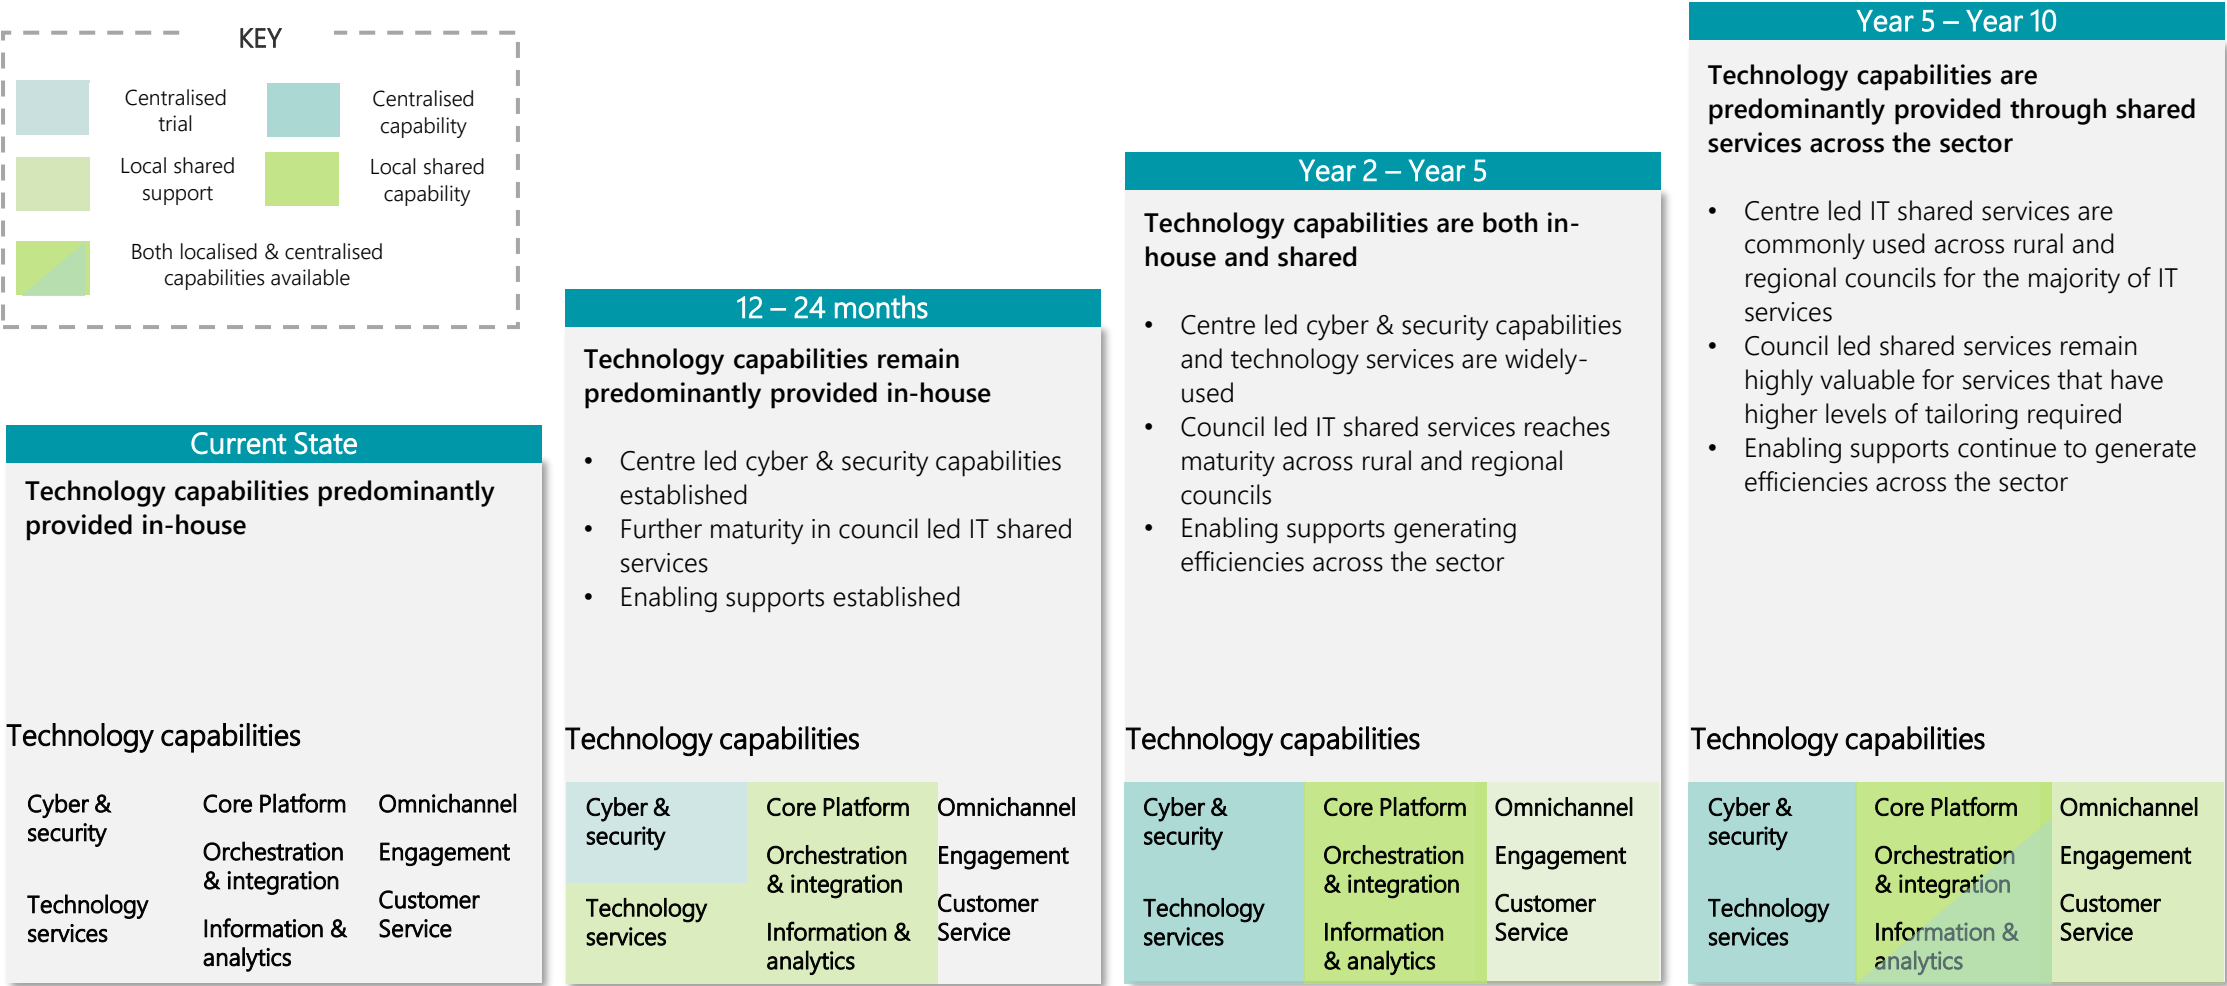 KEY
Centralised
trial
Centralised
capability
Local shared
support
Local shared
capability
Both localised & centralised
capabilities available
Current State
Technology capabilities predominantly
provided in-house
Technology capabilities
Cyber &
security
Technology
services
Core Platform
Orchestration
& integration
Information &
analytics
Omnichannel
Engagement
Customer
Service
12 – 24 months
Technology capabilities remain
predominantly provided in-house
• Centre led cyber & security capabilities
established
• Further maturity in council led IT shared
services
• Enabling supports established
Technology capabilities
Cyber &
security
Technology
services
Core Platform
Orchestration
& integration
Information &
analytics
Omnichannel
Engagement
Customer
Service
Year 2 – Year 5
Technology capabilities are both in-
house and shared
• Centre led cyber & security capabilities
and technology services are widely-
used
• Council led IT shared services reaches
maturity across rural and regional
councils
• Enabling supports generating
efficiencies across the sector
Technology capabilities
Cyber &
security
Technology
services
Core Platform
Orchestration
& integration
Information
& analytics
Omnichannel
Engagement
Customer
Service
Year 5 – Year 10
Technology capabilities are
predominantly provided through shared
services across the sector
• Centre led IT shared services are
commonly used across rural and
regional councils for the majority of IT
services
• Council led shared services remain
highly valuable for services that have
higher levels of tailoring required
• Enabling supports continue to generate
efficiencies across the sector
Technology capabilities
Cyber &
security
Technology
services
Core Platform
Orchestration
& integration
Information &
analytics
Omnichannel
Engagement
Customer
Service